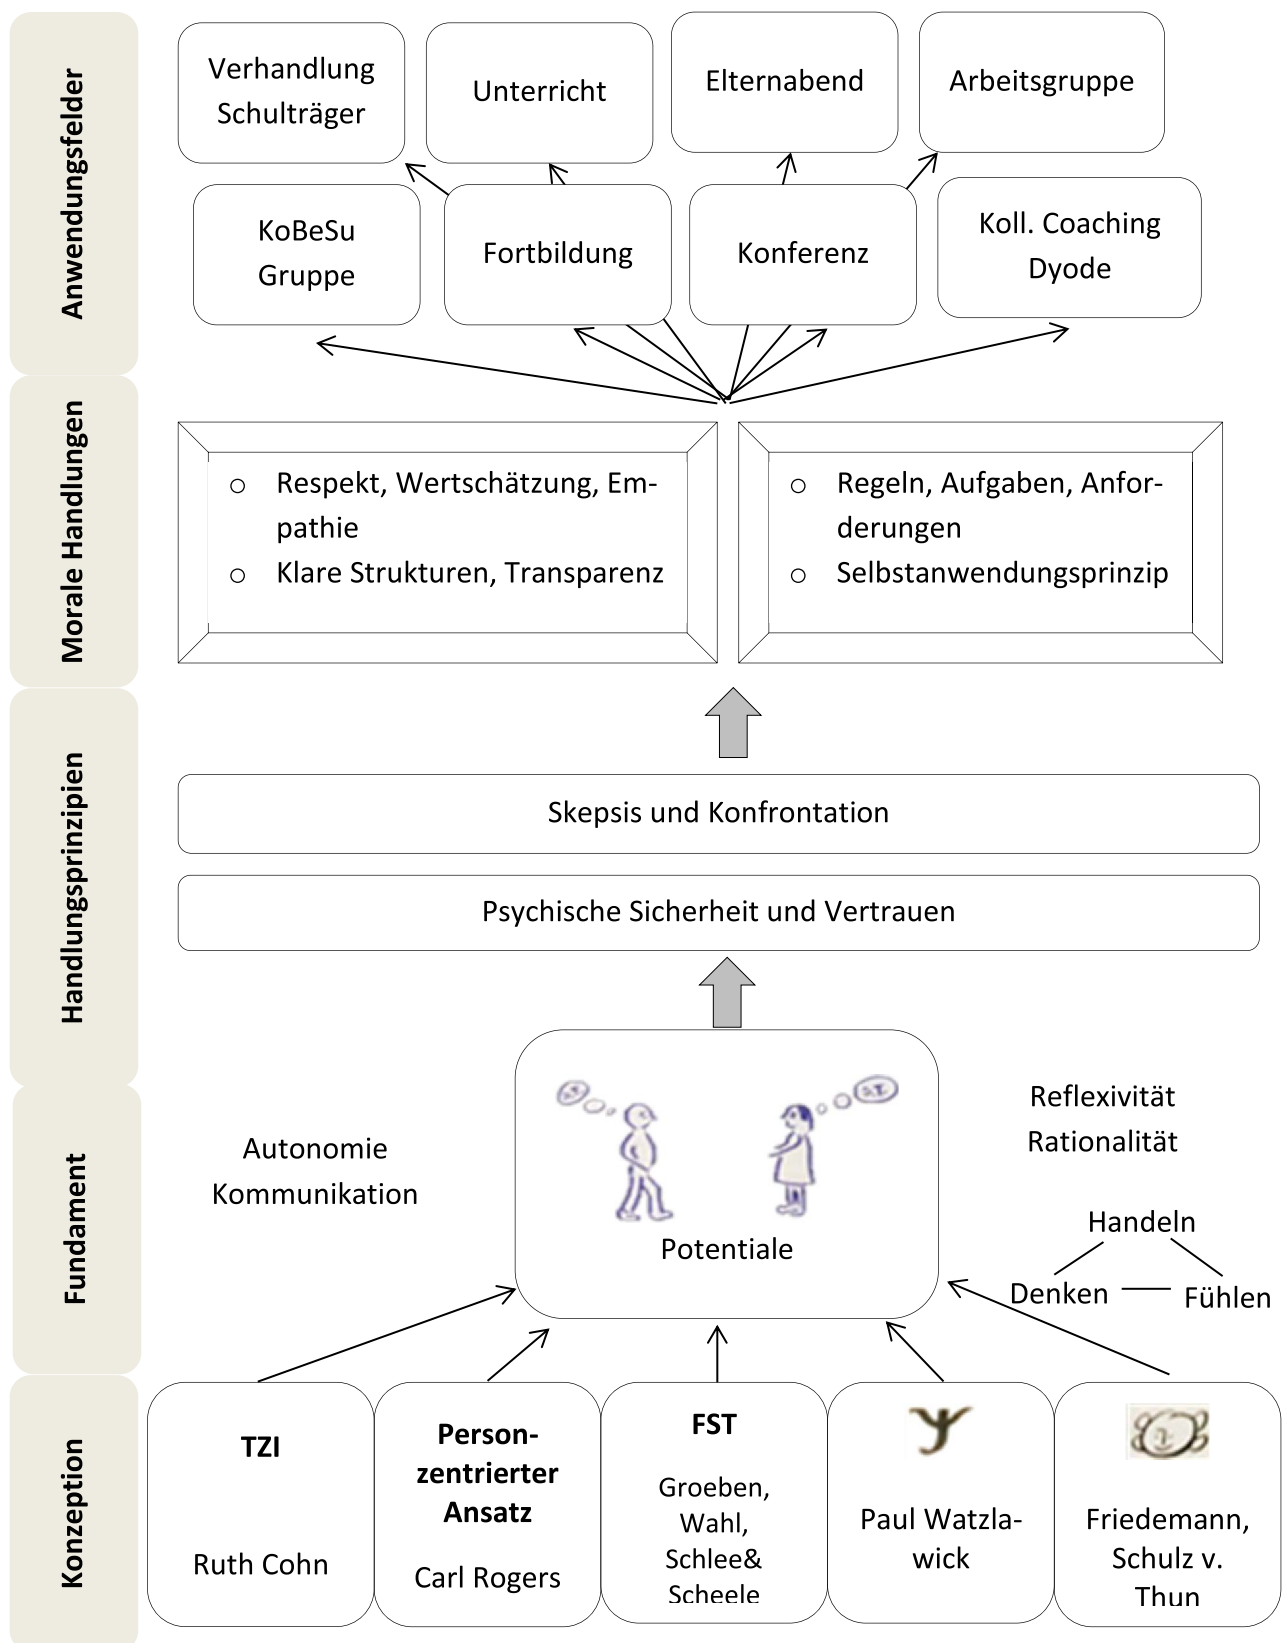 Anwendungsfelder
Verhandlung
Schulträger
Unterricht
Elternabend
Arbeitsgruppe
KoBeSu
Gruppe
Fortbildung
Konferenz
Koll. Coaching
Dyode
Morale Handlungen
Respekt, Wertschätzung, Em-
pathie
Klare Strukturen, Transparenz
Regeln, Aufgaben, Anfor-
derungen
Selbstanwendungsprinzip
Handlungsprinzipien
Skepsis und Konfrontation
Psychische Sicherheit und Vertrauen
Fundament
Autonomie
Kommunikation
Potentiale
Reflexivität
Rationalität
Handeln
Denken
Fühlen
Konzeption
TZI
Ruth Cohn
Person-
zentrierter
Ansatz
Carl Rogers
FST
Groeben,
Wahl,
Schlee&
Scheele
Paul Watzla-
wick
Friedemann,
Schulz v.
Thun